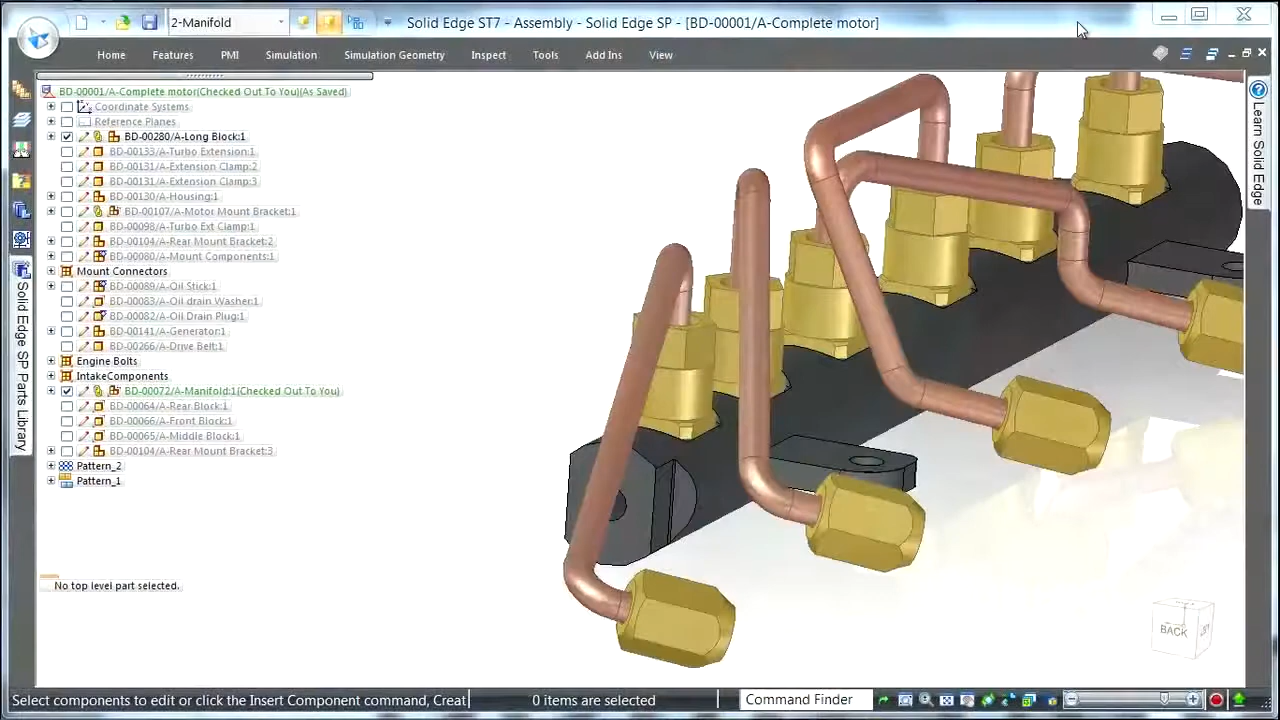 2-Manifold
Solid Edge ST7 - Assembly - Solid Edge SP - [BD-00001/A-Complete motor]
Home Features PMI Simulation Simulation Geometry Inspect Tools Add Ins View
BD-00001/A-Complete motor(Checked Out To You)(As Saved)
Coordinate Systems
Reference Planes
BD-00280/A-Long Block:1
BD-00133/A-Turbo Extension:1
BD-00131/A-Extension Clamp:2
BD-00131/A-Extension Clamp:3
BD-00130/A-Housing:1
BD-00107/A-Motor Mount Bracket:1
BD-00098/A-Turbo Ext Clamp:1
BD-00104/A-Rear Mount Bracket:2
BD-00080/A-Mount Components:1
Mount Connectors
BD-00089/A-Oil Stick:1
BD-00083/A-Oil drain Washer:1
BD-00082/A-Oil Drain Plug:1
BD-00141/A-Generator:1
BD-00266/A-Drive Belt:1
Engine Bolts
IntakeComponents
BD-00072/A-Manifold:1(Checked Out To You)
BD-00064/A-Rear Block:1
BD-00066/A-Front Block:1
BD-00065/A-Middle Block:1
BD-00104/A-Rear Mount Bracket:3
Pattern_2
Pattern_1
No top level part selected.
Solid Edge SP Parts Library
Learn Solid Edge
BACK
Select components to edit or click the Insert Component command, Creat
0 items are selected
Command Finder